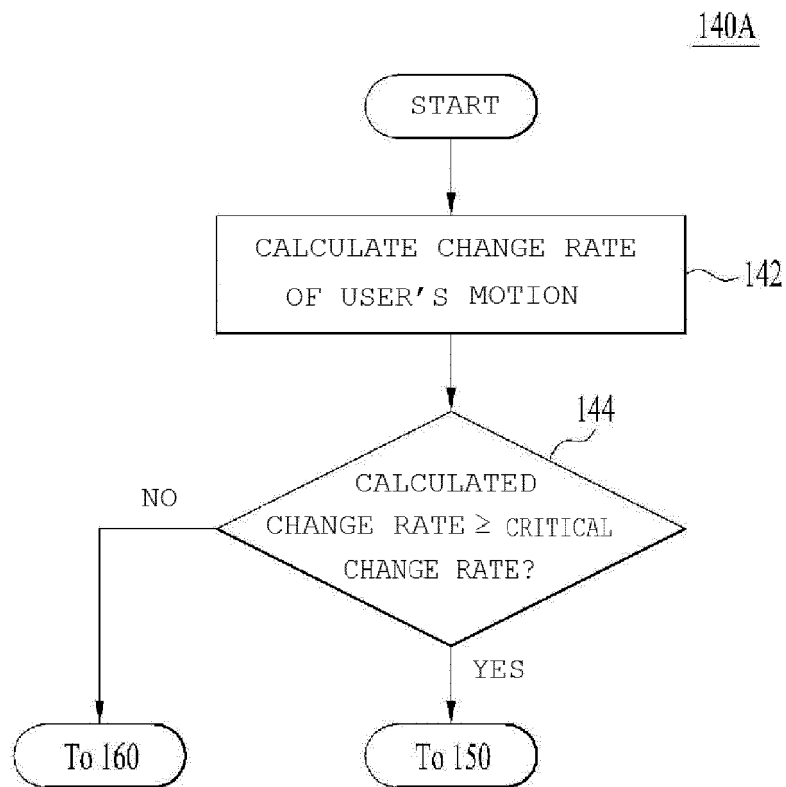 140A
START
CALCULATE CHANGE RATE
OF USER'S MOTION
142
144
CALCULATED
CHANGE RATE ≥ CRITICAL
CHANGE RATE?
NO
YES
To 160
To 150